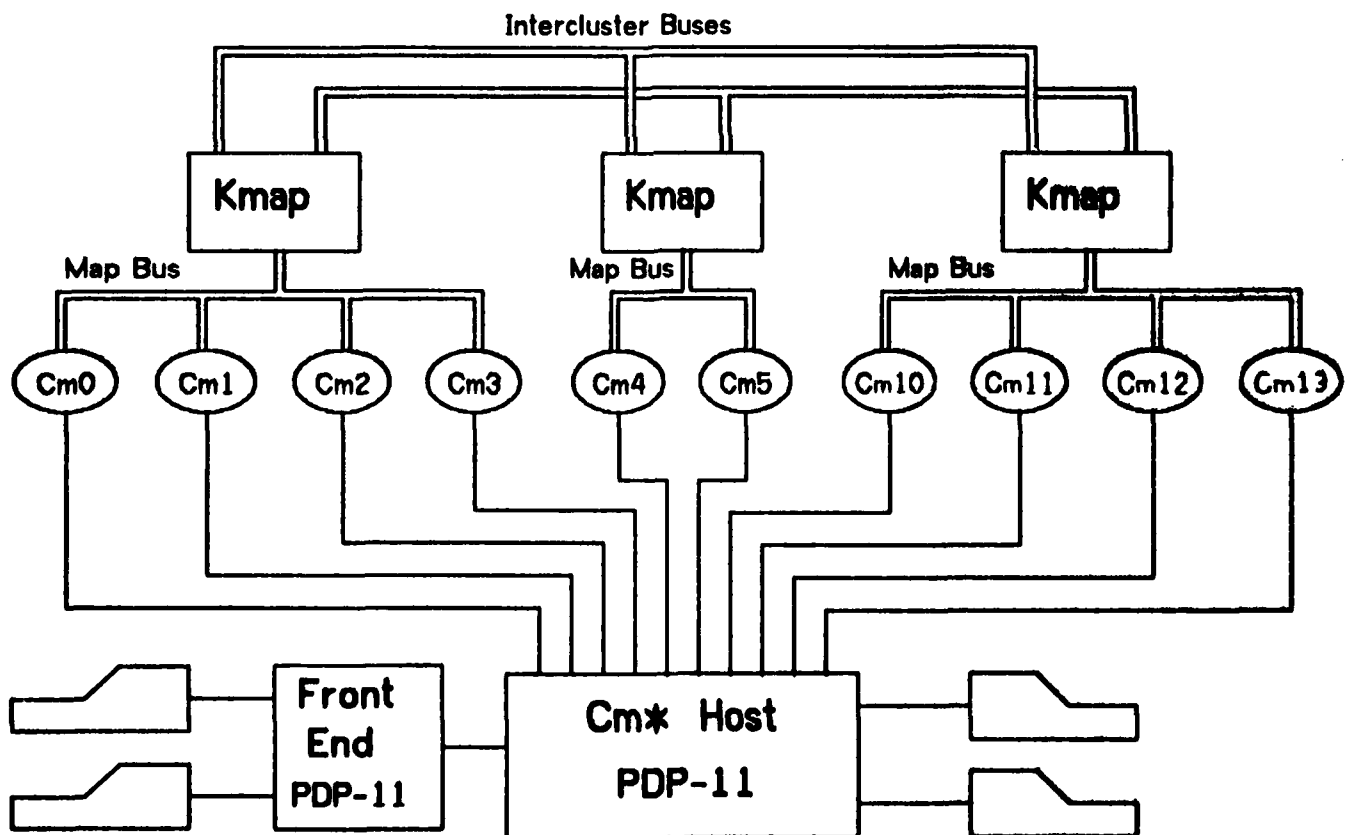 Intercluster Buses
Kmap
Kmap
Kmap
Map Bus
Map Bus
Map Bus
Cm0
Cm1
Cm2
Cm3
Cm4
Cm5
Cm10
Cm11
Cm12
Cm13
Front
End
PDP-11
Cm* Host
PDP-11